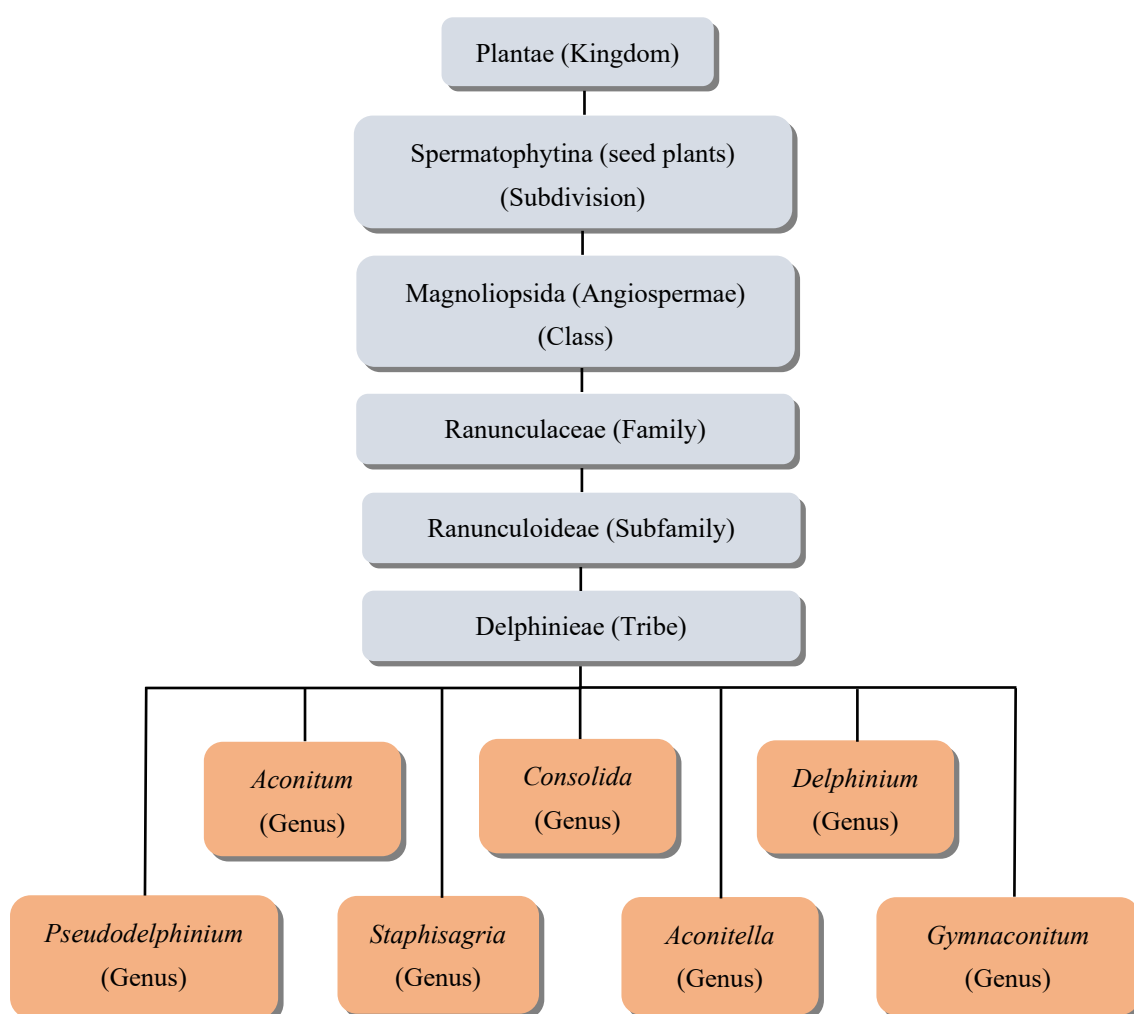 Plantae (Kingdom)
Spermatophytina (seed plants)
(Subdivision)
Magnoliopsida (Angiospermae)
(Class)
Ranunculaceae (Family)
Ranunculoideae (Subfamily)
Delphinieae (Tribe)
Aconitum
(Genus)
Consolida
(Genus)
Delphinium
(Genus)
Pseudodelphinium
(Genus)
Staphisagria
(Genus)
Aconitella
(Genus)
Gymnaconitum
(Genus)